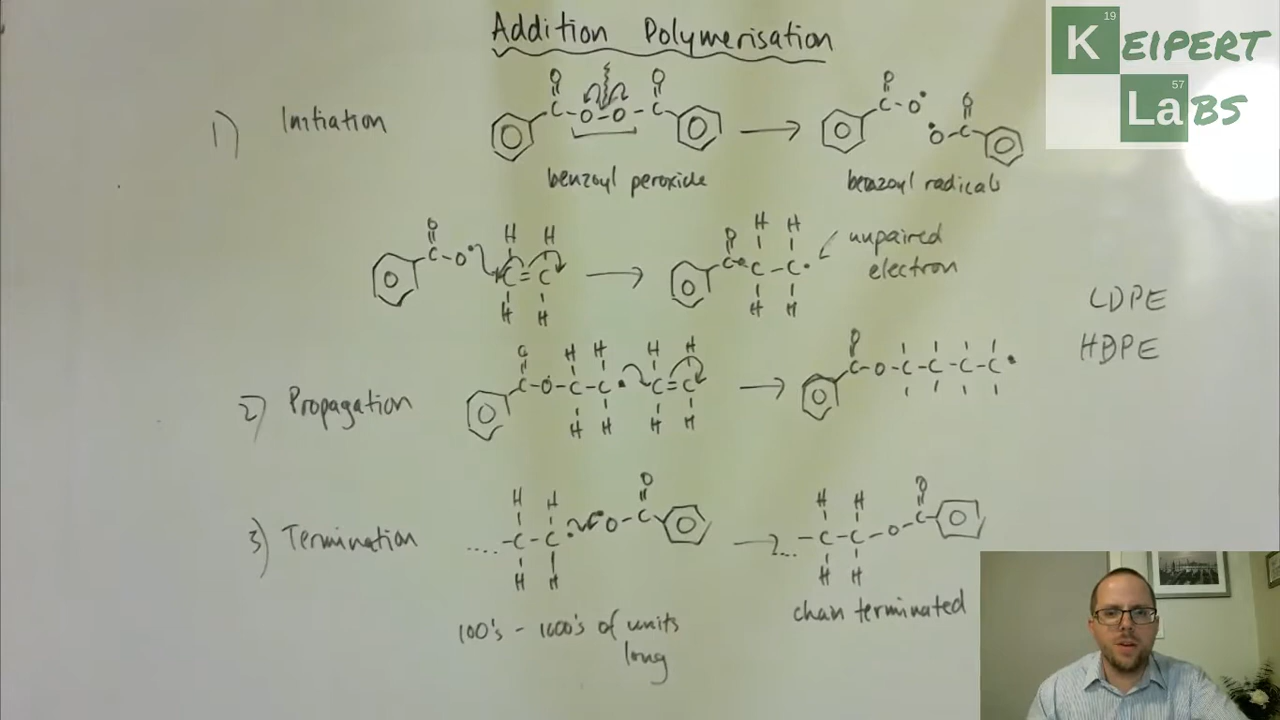 Addition Polymerisation
19
57
KEIPERT
LaBS
1) Initiation
benzoyl peroxide
benzoyl radicals
unpaired
electron
LDPE
HDPE
2) Propagation
3) Termination
100's - 1000's of units
long
chain terminated